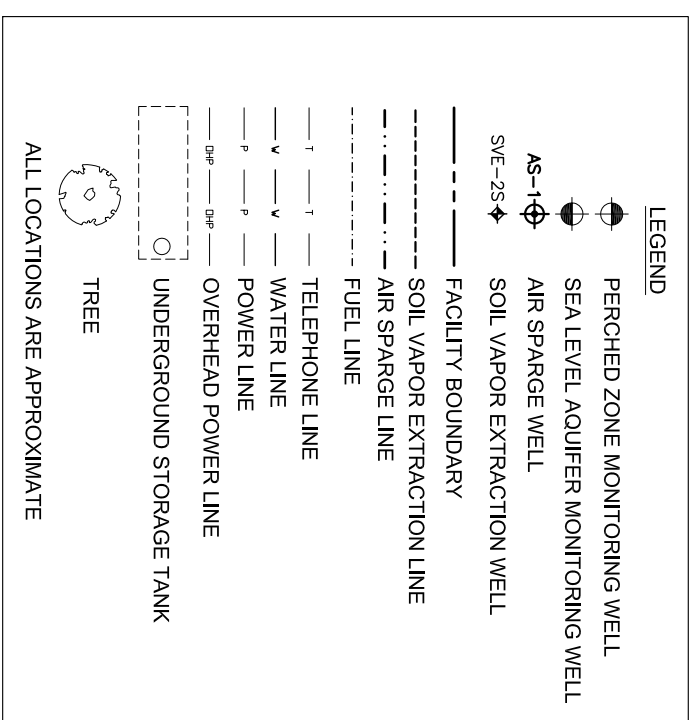 LEGEND
PERCHED ZONE MONITORING WELL
SEA LEVEL AQUIFER MONITORING WELL
AS-1 AIR SPARGE WELL
SVE-2S SOIL VAPOR EXTRACTION WELL
FACILITY BOUNDARY
SOIL VAPOR EXTRACTION LINE
AIR SPARGE LINE
FUEL LINE
T T TELEPHONE LINE
W W WATER LINE
P P POWER LINE
OHP OHP OVERHEAD POWER LINE
UNDERGROUND STORAGE TANK
TREE
ALL LOCATIONS ARE APPROXIMATE